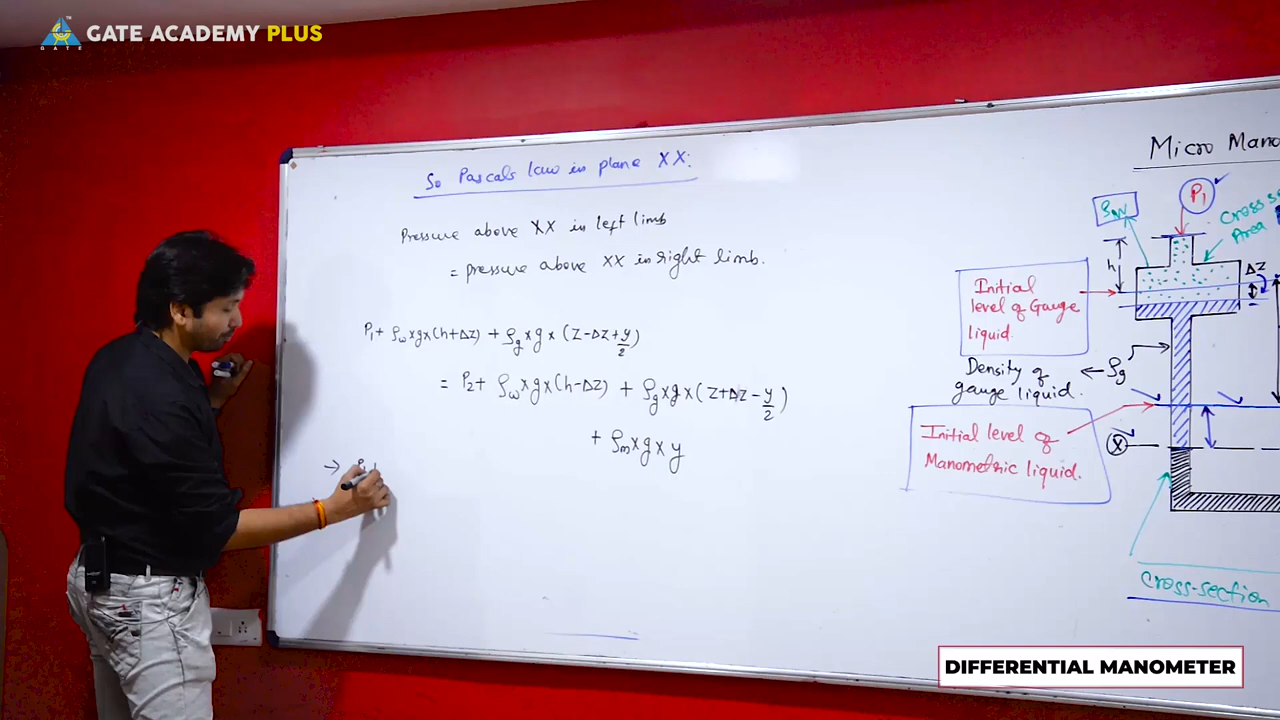 GATE ACADEMY PLUS
GATE
So Pascals law in plane XX:
Pressure above XX in left limb
= pressure above XX in right limb.
P₁ + ρw×g×(h+Δz) + ρg×g×(z-Δz+y/2)
= P₂ + ρw×g×(h-Δz) + ρg×g×(z+Δz-y/2)
+ ρm×g×y
→ P₁+
Micro Mano
P₁
h
ΔZ
Area
Initial
level of Gauge
liquid.
Density of ← ρg
gauge liquid.
Initial level of
Manometric liquid.
X
Cross-section
DIFFERENTIAL MANOMETER